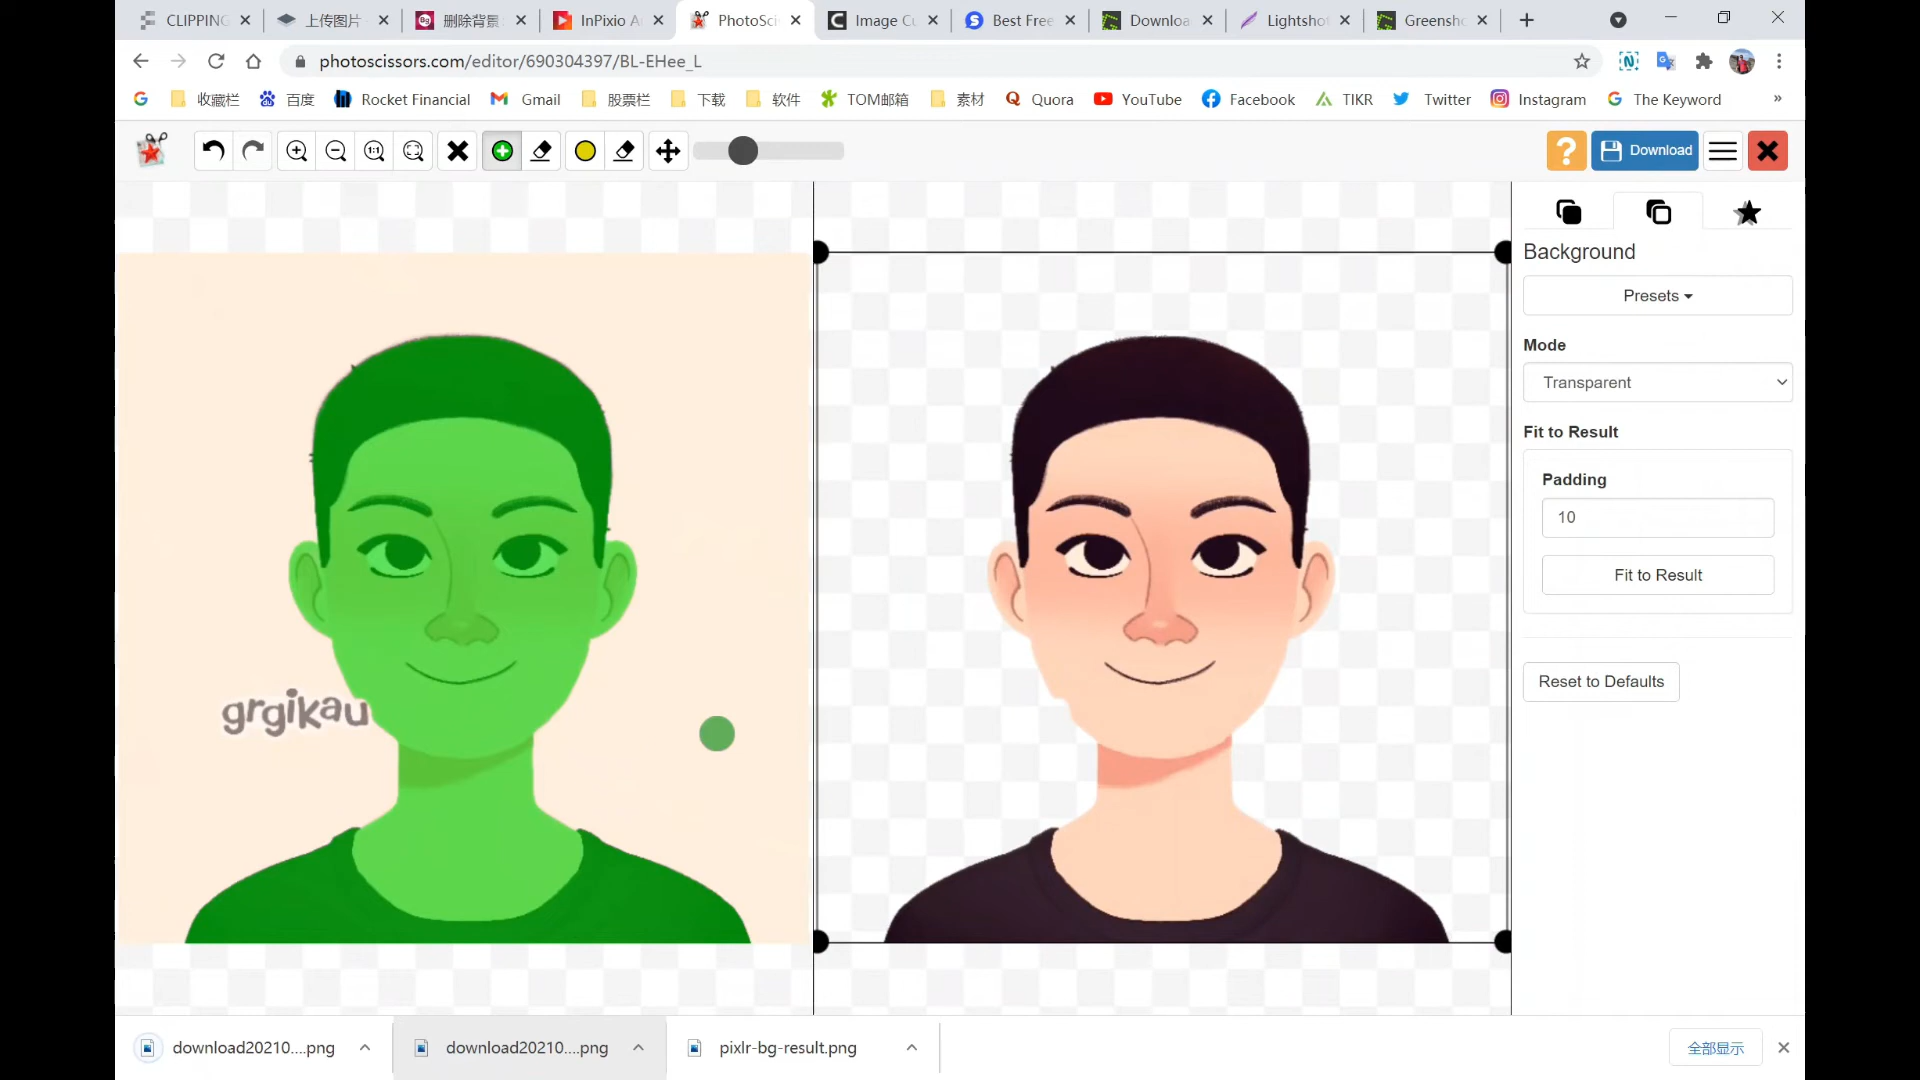 CLIPPING
上传图片
删除背景
InPixio A
PhotoSci
Image Cu
Best Free
Downloa
Lightshot
Greensho
photoscissors.com/editor/690304397/BL-EHee_L
收藏栏
百度
Rocket Financial
Gmail
股票栏
下载
软件
TOM邮箱
素材
Quora
YouTube
Facebook
TIKR
Twitter
Instagram
The Keyword
»
1:1
?
Download
Background
Presets
Mode
Transparent
Fit to Result
Padding
10
Fit to Result
Reset to Defaults
grgikau
download20210....png
download20210....png
pixlr-bg-result.png
全部显示